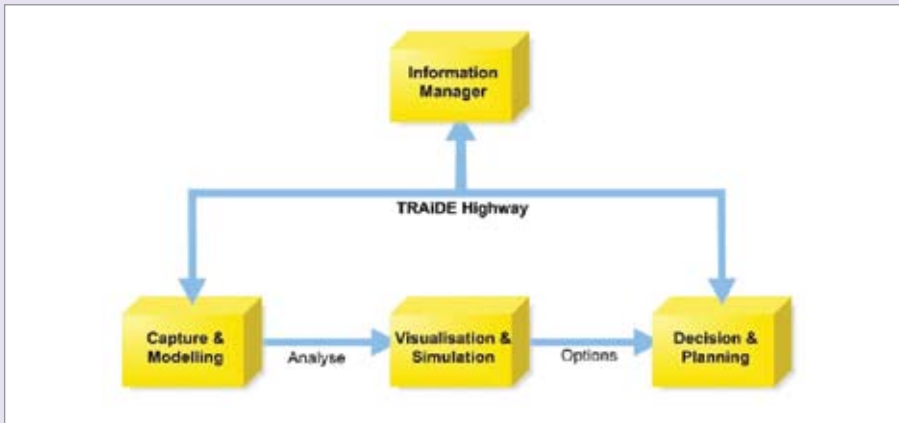 Information
Manager
TRAiDE Highway
Capture &
Modelling
Analyse
Visualisation &
Simulation
Options
Decision &
Planning